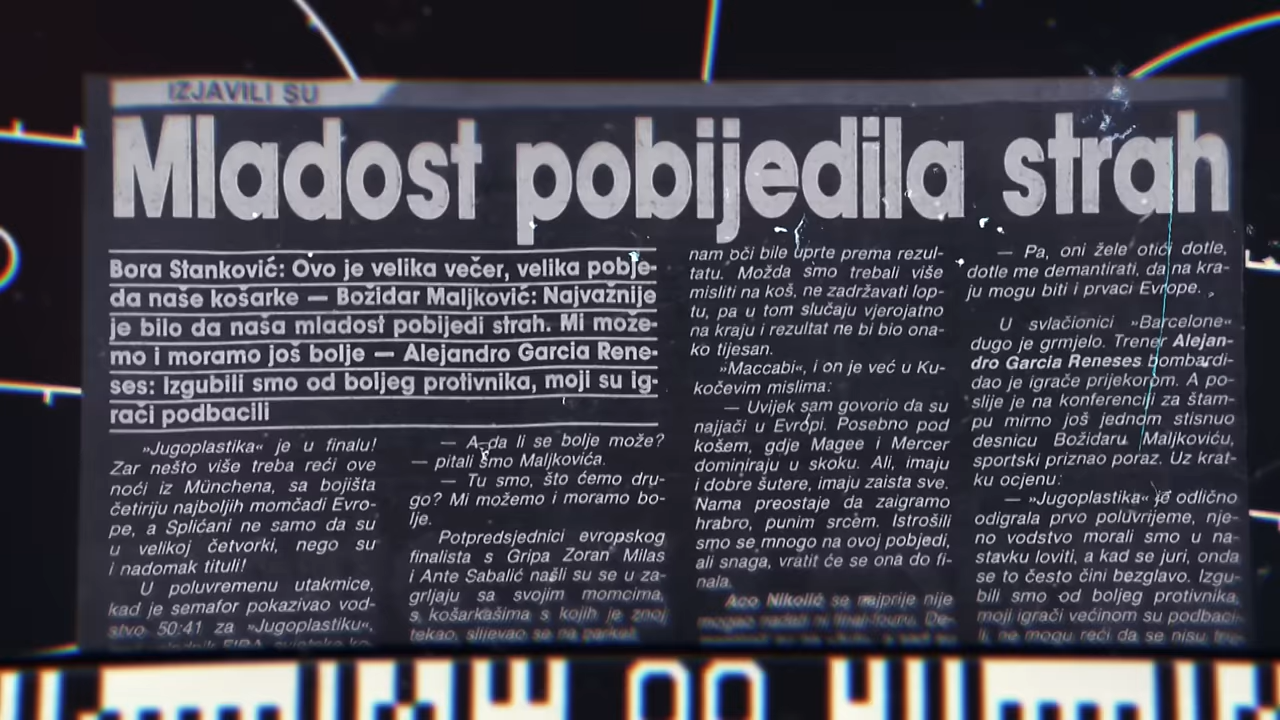 IZJAVILI SU
Mladost pobijedila strah
Bora Stanković: Ovo je velika večer, velika pobje-
da naše košarke — Božidar Maljković: Najvažnije
je bilo da naša mladost pobijedi strah. Mi može-
mo i moramo još bolje — Alejandro Garcia Rene-
ses: Izgubili smo od boljeg protivnika, moji su ig-
rači podbacili
»Jugoplastika« je u finalu!
Zar nešto više treba reći ove
noći iz Münchena, sa bojišta
četiriju najboljih momčadi Evro-
pe, a Splićani ne samo da su
u velikoj četvorki, nego su
i nadomak tituli!
U poluvremenu utakmice,
kad je semafor pokazivao vod-
stvo 50:41 za »Jugoplastiku«,
— A da li se bolje može?
— pitali smo Maljkovića.
— Tu smo, što ćemo dru-
go? Mi možemo i moramo bo-
lje.
Potpredsjednici evropskog
finalista s Gripa Zoran Milas
i Ante Sabalić našli su se u za-
grljaju sa svojim momcima,
s košarkašima s kojih je znoj
tekao, slijevao se na parket.
nam oči bile uprte prema rezul-
tatu. Možda smo trebali više
misliti na koš, ne zadržavati lop-
tu, pa u tom slučaju vjerojatno
na kraju i rezultat ne bi bio ona-
ko tijesan.
»Maccabi«, i on je već u Ku-
kočevim mislima:
— Uvijek sam govorio da su
najjači u Evropi. Posebno pod
košem, gdje Magee i Mercer
dominiraju u skoku. Ali, imaju
i dobre šutere, imaju zaista sve.
Nama preostaje da zaigramo
hrabro, punim srcem. Istrošili
smo se mnogo na ovoj pobjedi,
ali snaga, vratit će se ona do fi-
nala.
Aco Nikolić se najprije nije
— Pa, oni žele otići dotle,
dotle me demantirati, da na kra-
ju mogu biti i prvaci Evrope.
U svlačionici »Barcelone«
dugo je grmjelo. Trener Alejan-
dro Garcia Reneses bombardi-
dao je igrače prijekorom. A po-
slije je na konferenciji za štam-
pu mirno još jednom stisnuo
desnicu Božidaru Maljkoviću,
sportski priznao poraz. Uz krat-
ku ocjenu:
— »Jugoplastika« je odlično
odigrala prvo poluvrijeme, nje-
no vodstvo morali smo u na-
stavku loviti, a kad se juri, onda
se to često čini bezglavo. Izgu-
bili smo od boljeg protivnika,
moji igrači većinom su podbaci-
li, ne mogu reći da se nisu